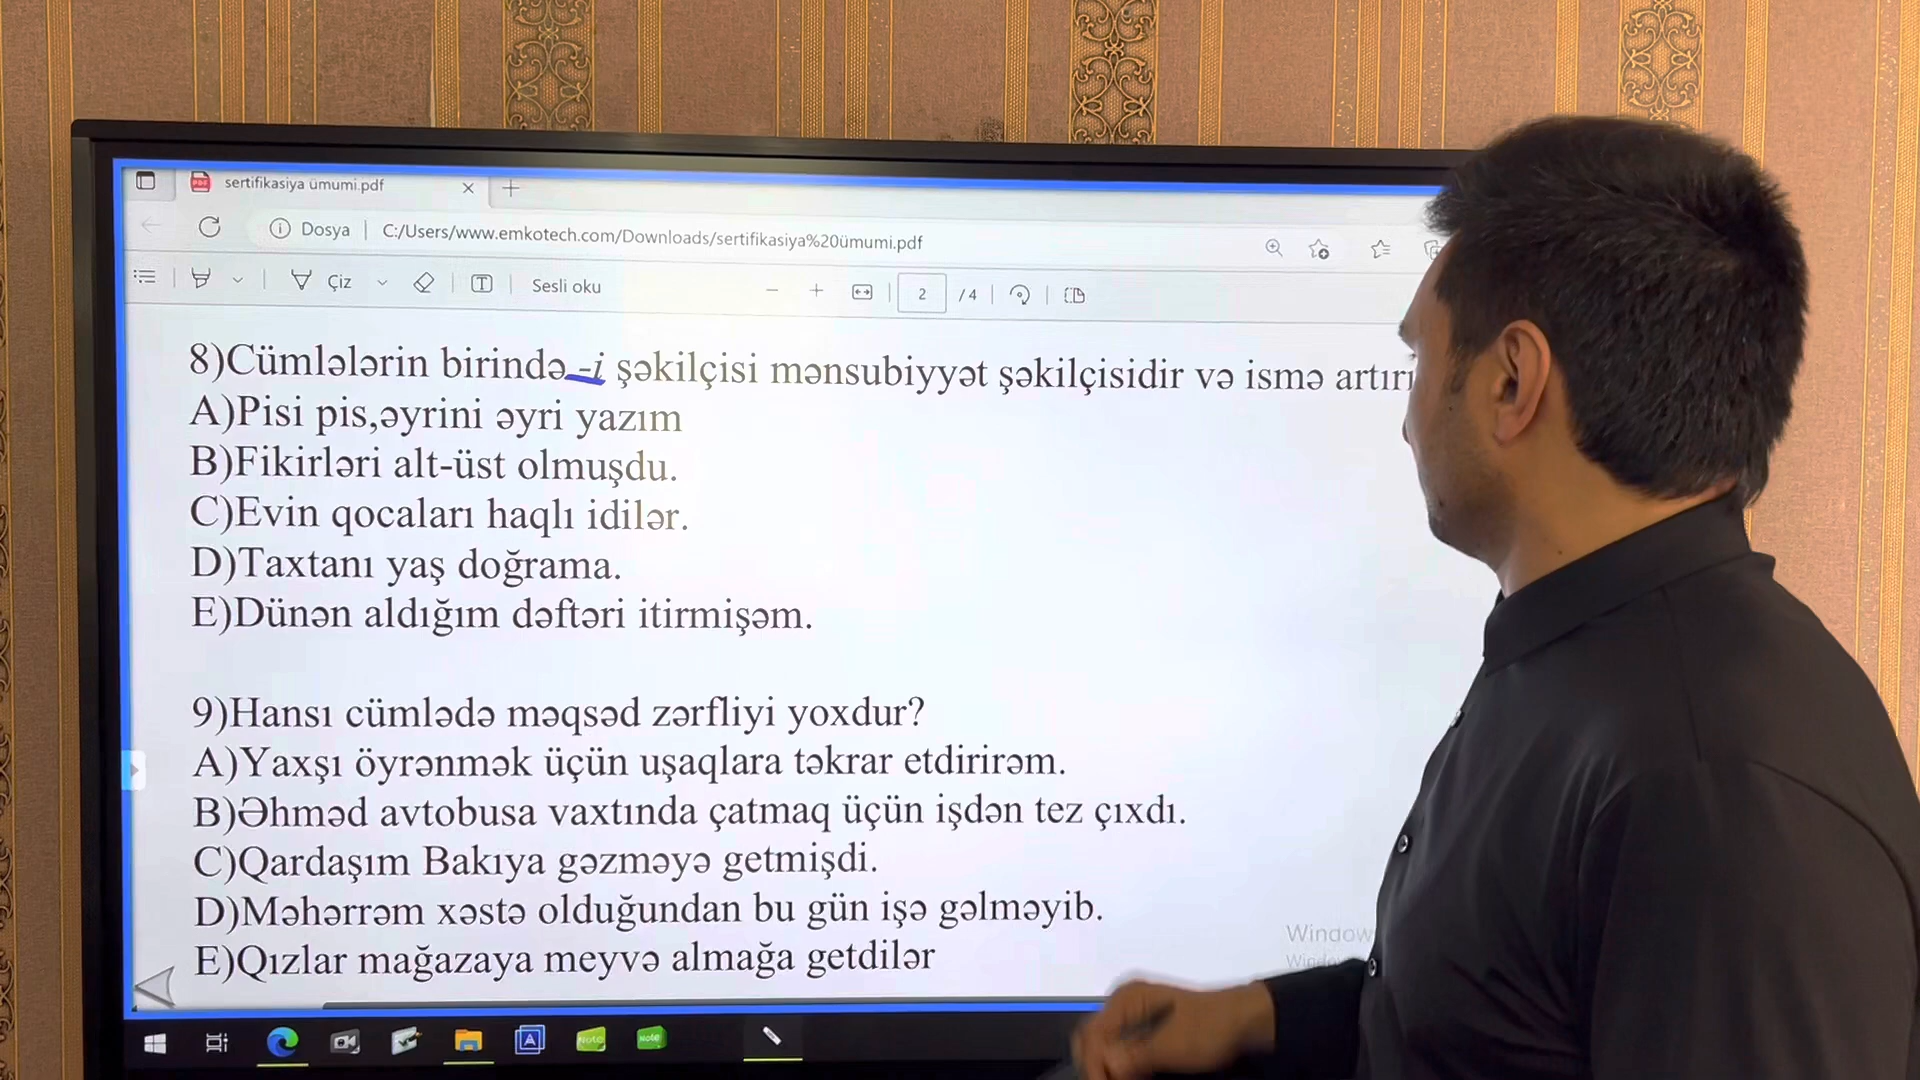 sertifikasiya ümumi.pdf
Dosya | C:/Users/www.emkotech.com/Downloads/sertifikasiya%20ümumi.pdf
Çiz Sesli oku 2 /4
8)Cümlələrin birində -i şəkilçisi mənsubiyyət şəkilçisidir və ismə
A)Pisi pis,əyrini əyri yazım
B)Fikirləri alt-üst olmuşdu.
C)Evin qocaları haqlı idilər.
D)Taxtanı yaş doğrama.
E)Dünən aldığım dəftəri itirmişəm.
9)Hansı cümlədə məqsəd zərfliyi yoxdur?
A)Yaxşı öyrənmək üçün uşaqlara təkrar etdirirəm.
B)Əhməd avtobusa vaxtında çatmaq üçün işdən tez çıxdı.
C)Qardaşım Bakıya gəzməyə getmişdi.
D)Məhərrəm xəstə olduğundan bu gün işə gəlməyib.
E)Qızlar mağazaya meyvə almağa getdilər